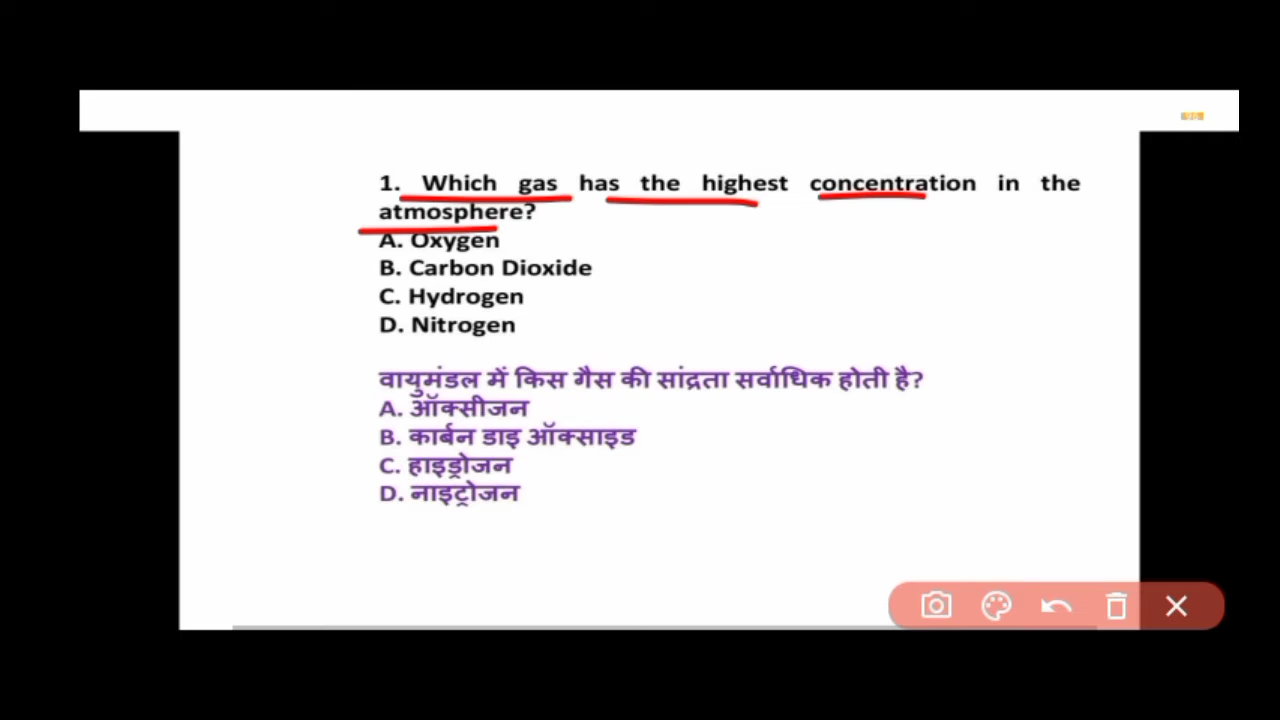 96
1. Which gas has the highest concentration in the
atmosphere?
A. Oxygen
B. Carbon Dioxide
C. Hydrogen
D. Nitrogen
वायुमंडल में किस गैस की सांद्रता सर्वाधिक होती है?
A. ऑक्सीजन
B. कार्बन डाइ ऑक्साइड
C. हाइड्रोजन
D. नाइट्रोजन